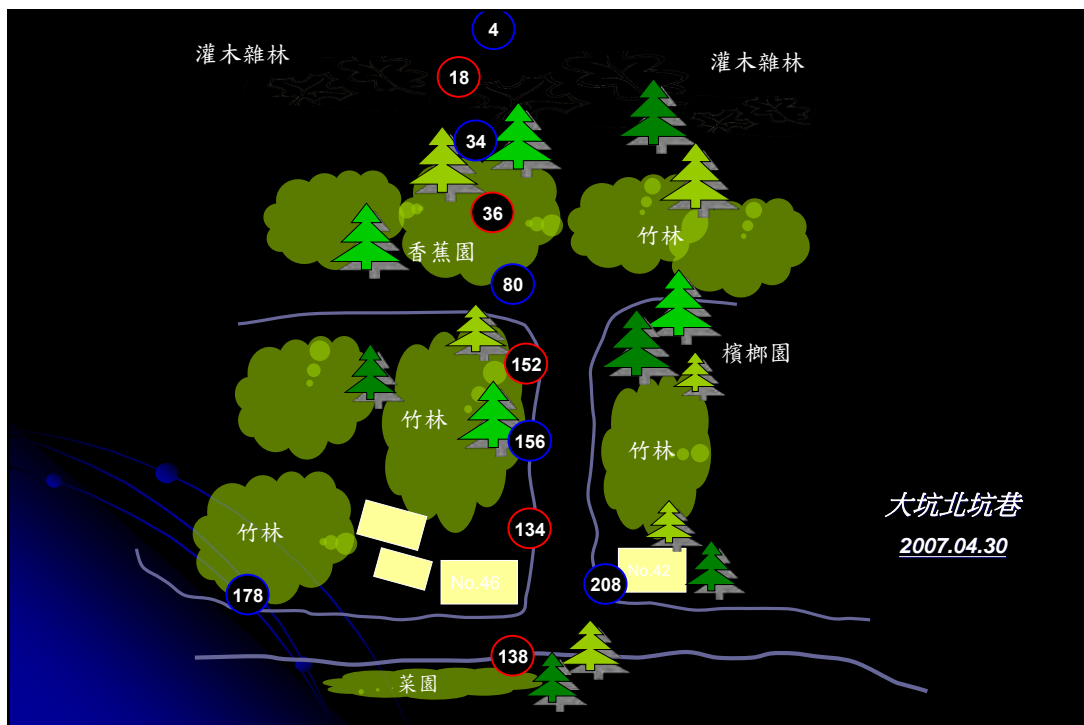 4
灌木雜林
灌木雜林
18
34
36
竹林
香蕉園
80
檳榔園
152
竹林
156
竹林
大坑北坑巷
134
竹林
2007.04.30
No.46
No.42
208
178
138
菜園